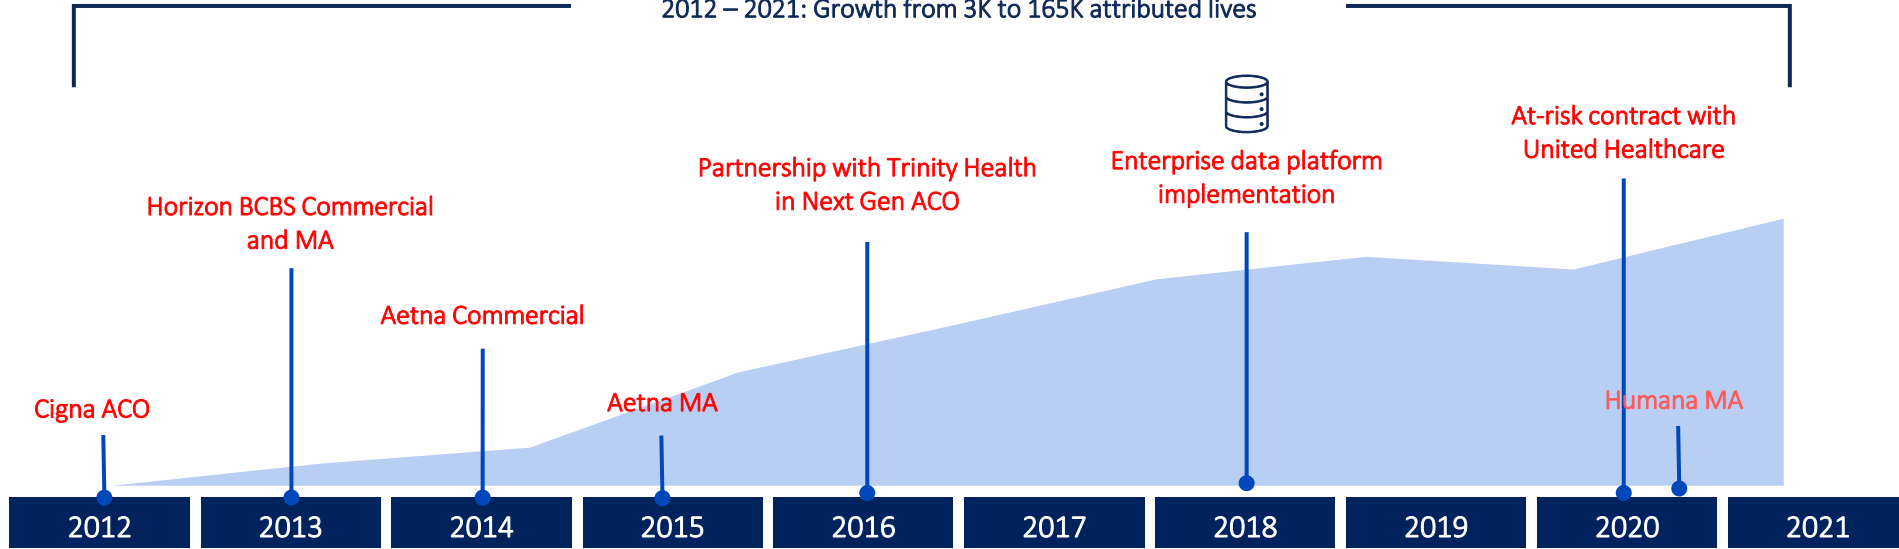 2012 – 2021: Growth from 3K to 165K attributed lives
At-risk contract with
United Healthcare
Enterprise data platform
implementation
Partnership with Trinity Health
in Next Gen ACO
Horizon BCBS Commercial
and MA
Aetna Commercial
Cigna ACO
Aetna MA
Humana MA
2012
2013
2014
2015
2016
2017
2018
2019
2020
2021